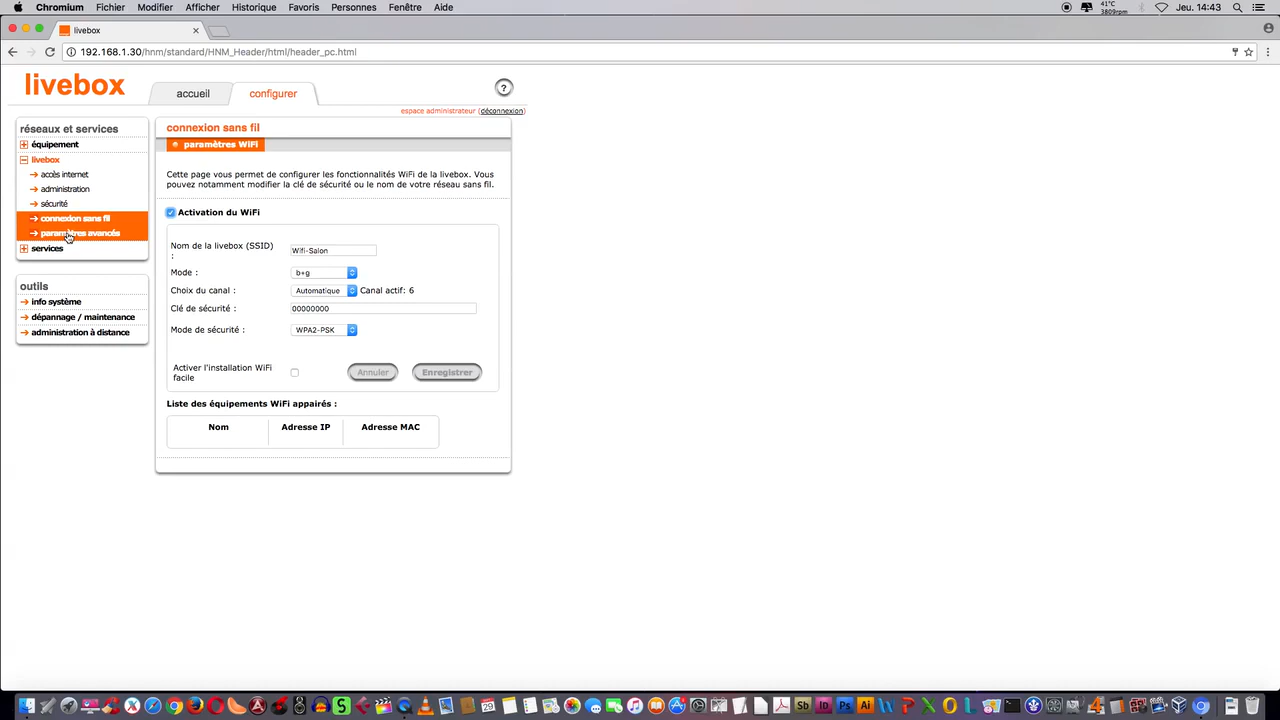 Chromium Fichier Modifier Afficher Historique Favoris Personnes Fenêtre Aide 41°C 3809rpm Jeu. 14:43
livebox
192.168.1.30/hnm/standard/HNM_Header/html/header_pc.html
livebox accueil configurer ?
espace administrateur (déconnexion)
réseaux et services
équipement
livebox
accès internet
administration
sécurité
connexion sans fil
paramètres avancés
services
outils
info système
dépannage / maintenance
administration à distance
connexion sans fil
paramètres WiFi
Cette page vous permet de configurer les fonctionnalités WiFi de la livebox. Vous
pouvez notamment modifier la clé de sécurité ou le nom de votre réseau sans fil.
Activation du WiFi
Nom de la livebox (SSID)
: Wifi-Salon
Mode : b+g
Choix du canal : Automatique Canal actif: 6
Clé de sécurité : 00000000
Mode de sécurité : WPA2-PSK
Activer l'installation WiFi
facile Annuler Enregistrer
Liste des équipements WiFi appairés :
Nom Adresse IP Adresse MAC